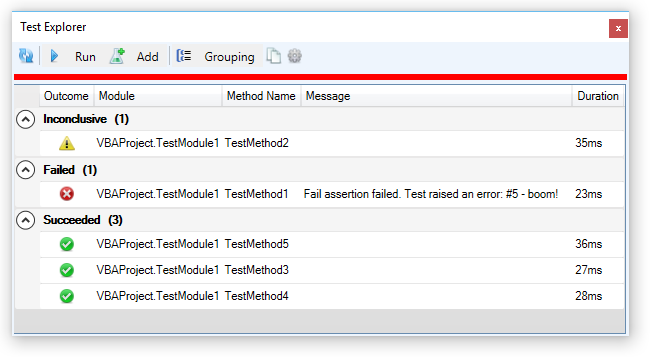 Test Explorer
Run Add Grouping
Outcome Module Method Name Message Duration
Inconclusive (1)
VBAProject.TestModule1 TestMethod2 35ms
Failed (1)
VBAProject.TestModule1 TestMethod1 Fail assertion failed. Test raised an error: #5 - boom! 23ms
Succeeded (3)
VBAProject.TestModule1 TestMethod5 36ms
VBAProject.TestModule1 TestMethod3 27ms
VBAProject.TestModule1 TestMethod4 28ms